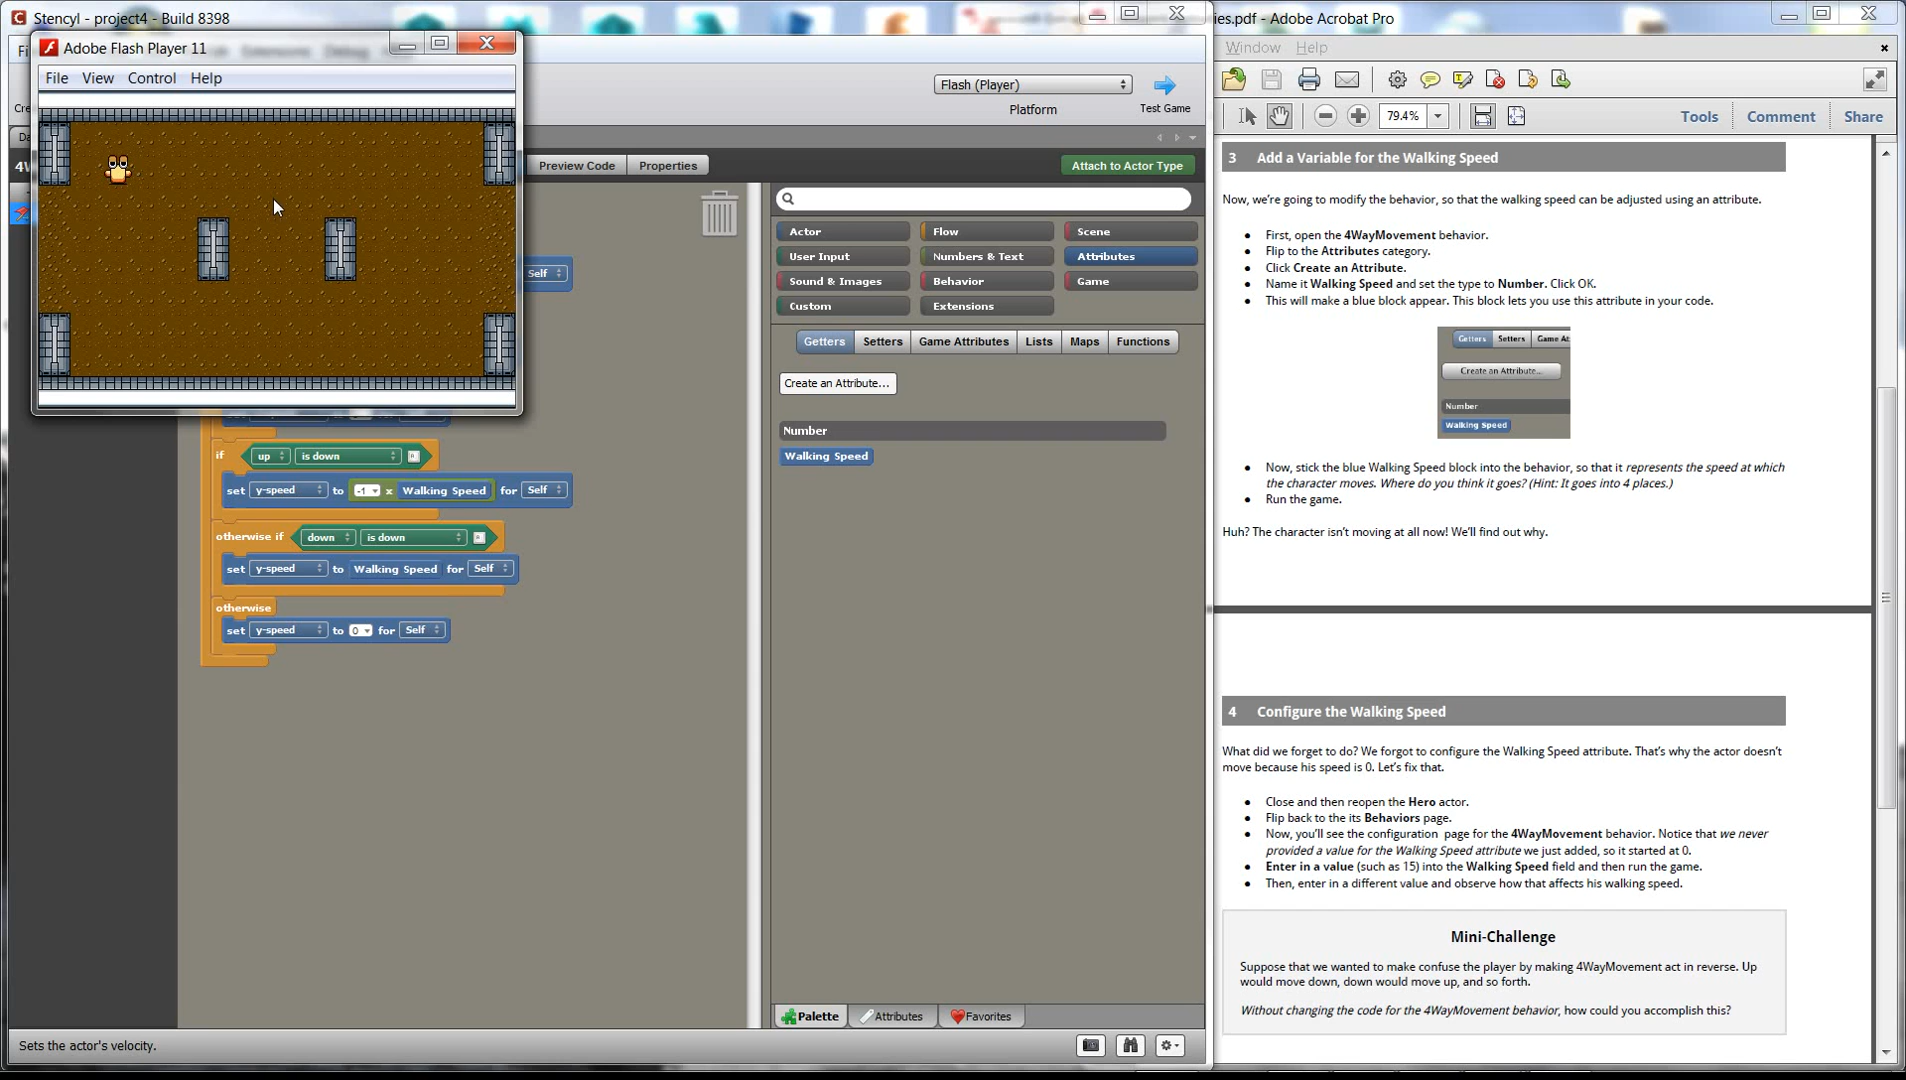 Stencyl - project4 - Build 8398
ies.pdf - Adobe Acrobat Pro
Adobe Flash Player 11
File View Control Help
Flash (Player)
Platform
Test Game
Preview Code
Properties
Attach to Actor Type
Actor
Flow
Scene
User Input
Numbers & Text
Attributes
Sound & Images
Behavior
Game
Custom
Extensions
Getters
Setters
Game Attributes
Lists
Maps
Functions
Create an Attribute...
Number
Walking Speed
Self
if up is down
set y-speed to -1 x Walking Speed for Self
otherwise if down is down
set y-speed to Walking Speed for Self
otherwise
set y-speed to 0 for Self
Palette
Attributes
Favorites
Sets the actor's velocity.
Window Help
79.4%
Tools
Comment
Share
3 Add a Variable for the Walking Speed
Now, we're going to modify the behavior, so that the walking speed can be adjusted using an attribute.
• First, open the 4WayMovement behavior.
• Flip to the Attributes category.
• Click Create an Attribute.
• Name it Walking Speed and set the type to Number. Click OK.
• This will make a blue block appear. This block lets you use this attribute in your code.
Getters Setters Game At
Create an Attribute...
Number
Walking Speed
• Now, stick the blue Walking Speed block into the behavior, so that it represents the speed at which
the character moves. Where do you think it goes? (Hint: It goes into 4 places.)
• Run the game.
Huh? The character isn't moving at all now! We'll find out why.
4 Configure the Walking Speed
What did we forget to do? We forgot to configure the Walking Speed attribute. That's why the actor doesn't
move because his speed is 0. Let's fix that.
• Close and then reopen the Hero actor.
• Flip back to the its Behaviors page.
• Now, you'll see the configuration page for the 4WayMovement behavior. Notice that we never
provided a value for the Walking Speed attribute we just added, so it started at 0.
• Enter in a value (such as 15) into the Walking Speed field and then run the game.
• Then, enter in a different value and observe how that affects his walking speed.
Mini-Challenge
Suppose that we wanted to make confuse the player by making 4WayMovement act in reverse. Up
would move down, down would move up, and so forth.
Without changing the code for the 4WayMovement behavior, how could you accomplish this?